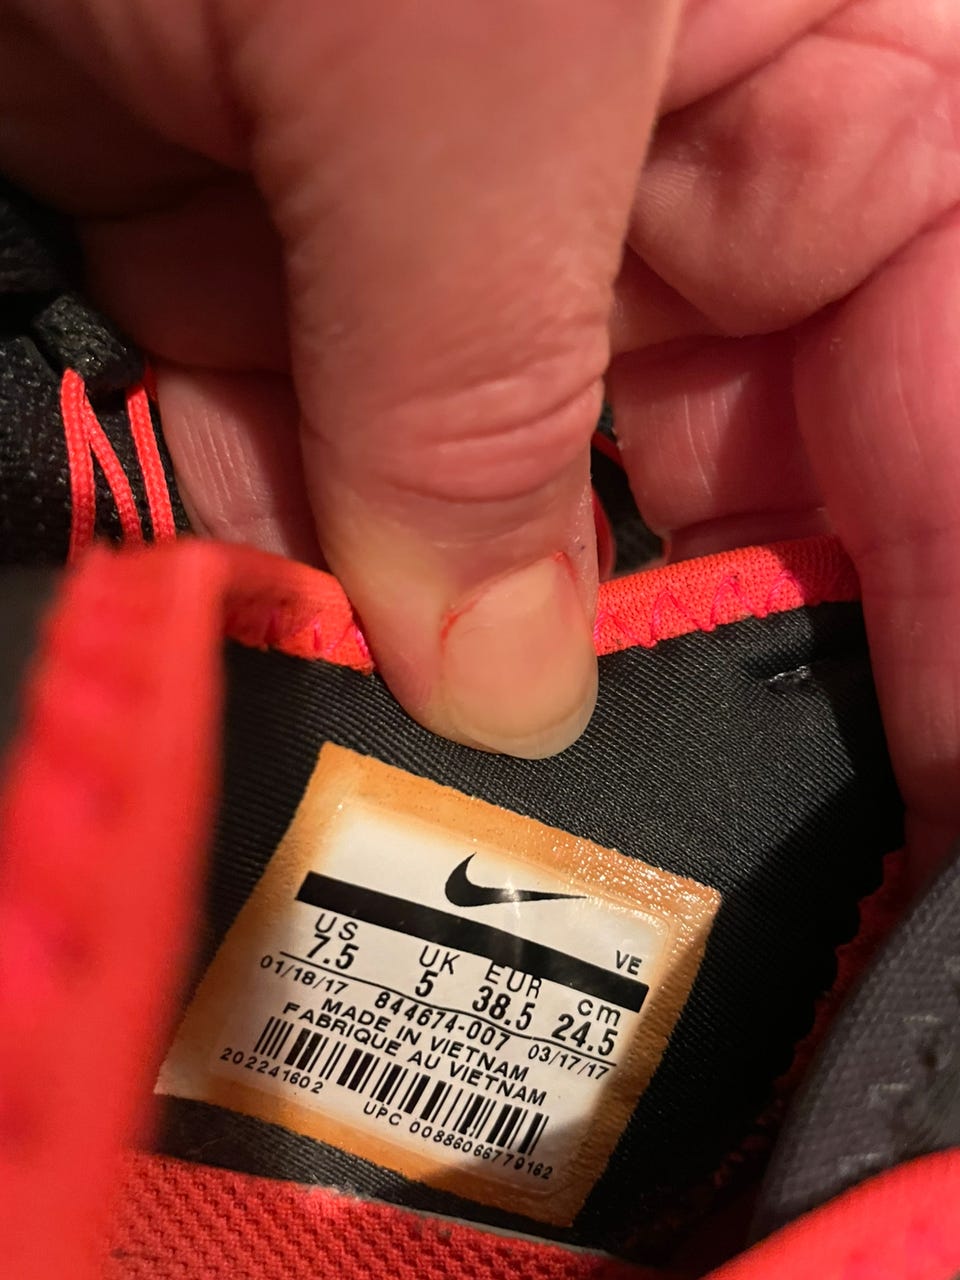 VE
US UK EUR cm
7.5 5 38.5 24.5
01/18/17 844674-007 03/17/17
MADE IN VIETNAM
FABRIQUE AU VIETNAM
202241602
UPC 00886066779162